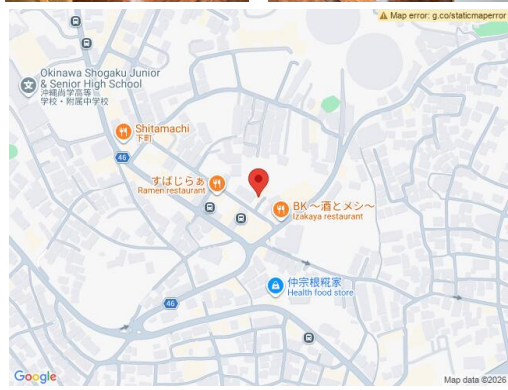 Map error: g.co/staticmaperror
Okinawa Shogaku Junior
& Senior High School
沖縄尚学高等
学校・附属中学校
Shitamachi
下町
46
すばじらぁ
Ramen restaurant
BK ～酒とメシ～
Izakaya restaurant
仲宗根糀家
Health food store
46
Google
Map data ©2026